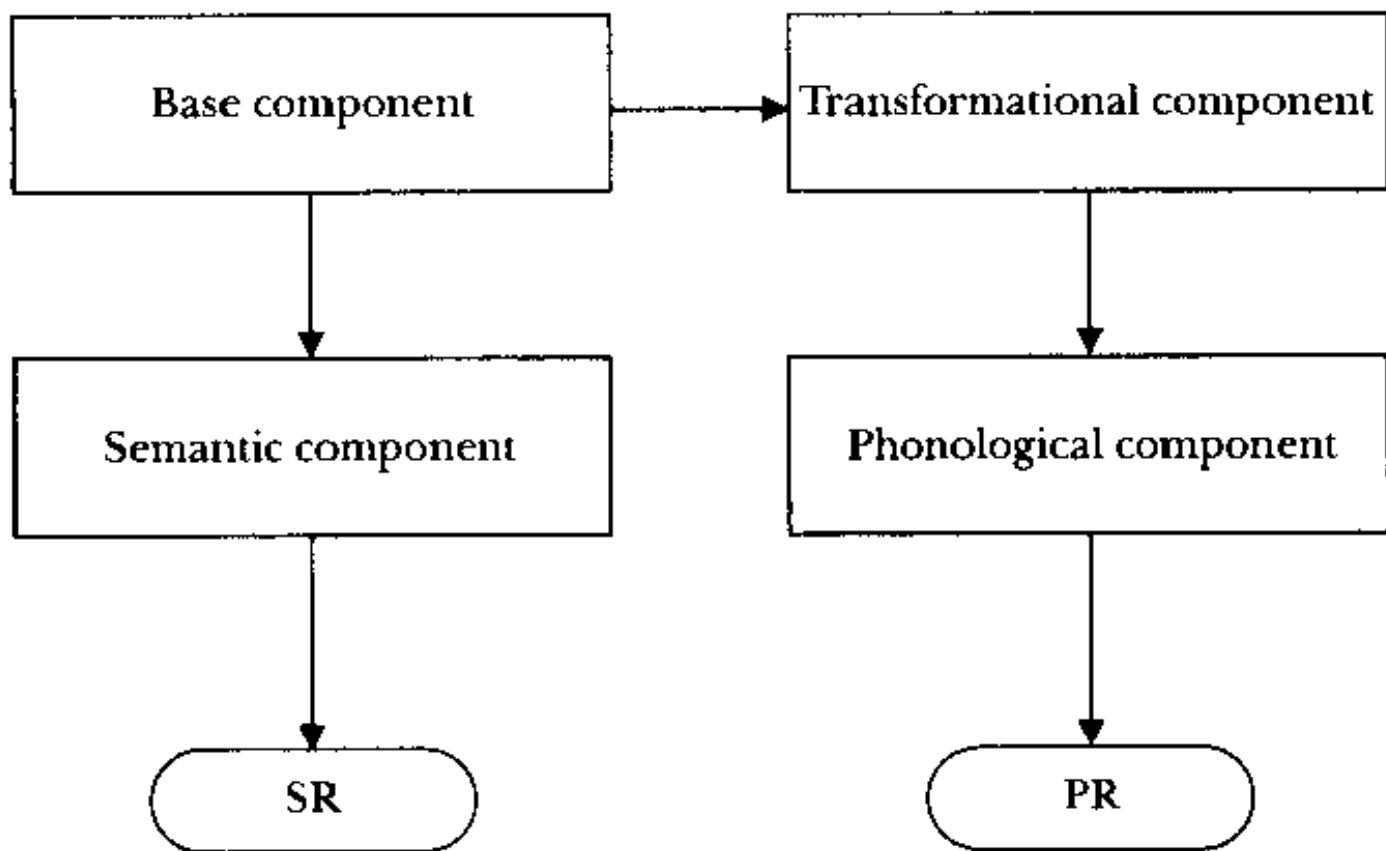 Base component
Transformational component
Semantic component
Phonological component
SR
PR